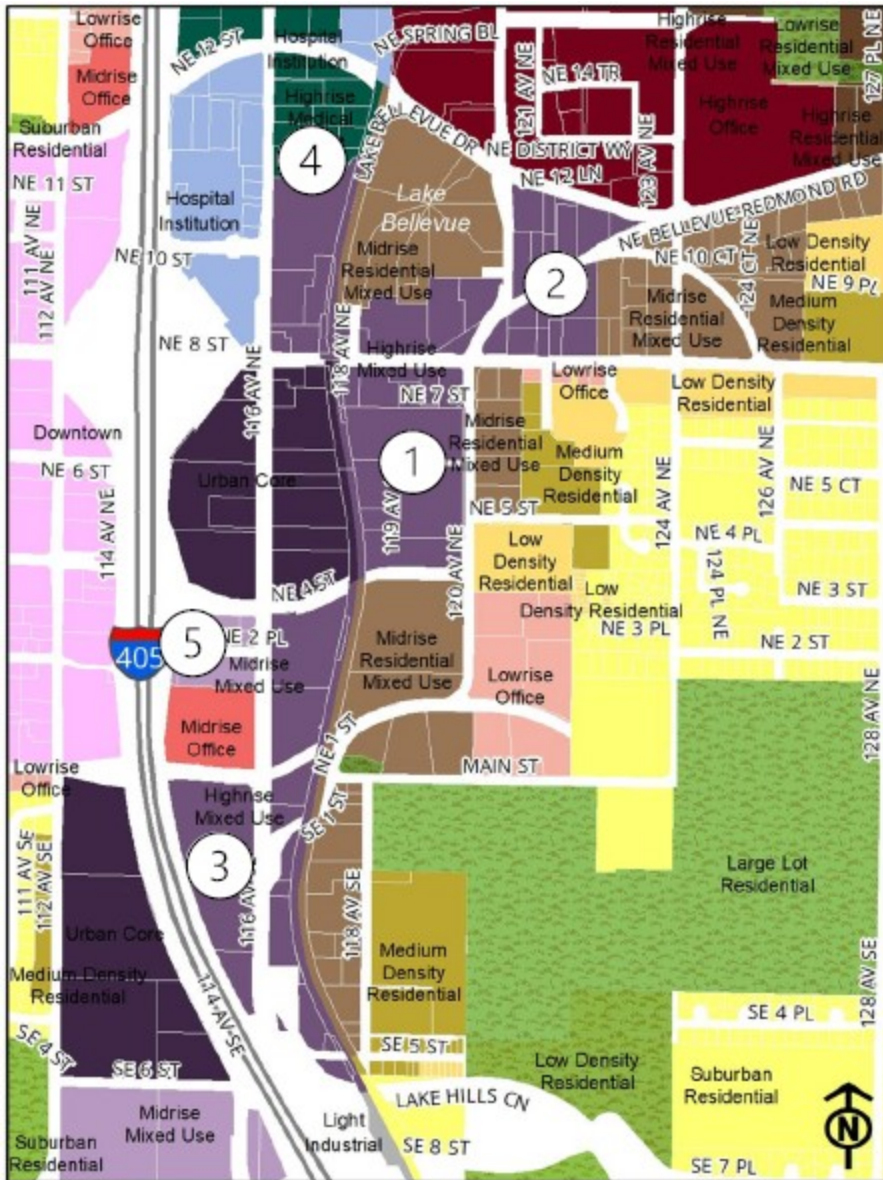 Lowrise
Office
NE 12 ST
Hospital
Institution
NE SPRING BL
121 AV NE
Highrise
Residential
Mixed Use
Lowrise
Residential
Mixed Use
127 PL NE
Midrise
Office
NE 14 TR
Highrise Medical
Highrise
Office
Highrise
Residential
Mixed Use
Suburban
Residential
4
LAKE BELLEVUE DR
NE DISTRICT WY
123 AV NE
NE 11 ST
NE 12 LN
Hospital
Institution
Lake
Bellevue
NE BELLEVUE-REDMOND RD
111 AV NE
112 AV NE
NE 10 ST
Midrise
Residential
Mixed Use
NE 10 CT
124 CT NE
Low Density
Residential
NE 9 PL
2
Midrise
Residential
Mixed Use
Medium
Density
Residential
NE 8 ST
116 AV NE
118 AV NE
Highrise
Mixed Use
NE 7 ST
Lowrise
Office
Low Density
Residential
Downtown
NE 6 ST
Urban Core
1
Midrise
Residential
Mixed Use
Medium
Density
Residential
124 AV NE
126 AV NE
NE 5 CT
114 AV NE
119 AV
120 AV NE
NE 5 ST
NE 4 PL
124 PL NE
NE 4 ST
Low
Density
Residential
Low
Density Residential
NE 3 ST
405
5
NE 2 PL
Midrise
Mixed Use
Midrise
Residential
Mixed Use
NE 3 PL
NE 2 ST
Lowrise
Office
128 AV NE
Midrise
Office
NE 1 ST
Lowrise
Office
MAIN ST
Highrise
Mixed Use
SE 1 ST
3
111 AV SE
112 AV SE
116 AV
118 AV SE
Large Lot
Residential
Urban Core
Medium Density
Residential
114 AV SE
Medium
Density
Residential
128 AV SE
SE 4 ST
SE 4 PL
SE 5 ST
SE 6 ST
Low Density
Residential
Suburban
Residential
LAKE HILLS CN
Midrise
Mixed Use
Light
Industrial
SE 8 ST
N
Suburban
Residential
SE 7 PL